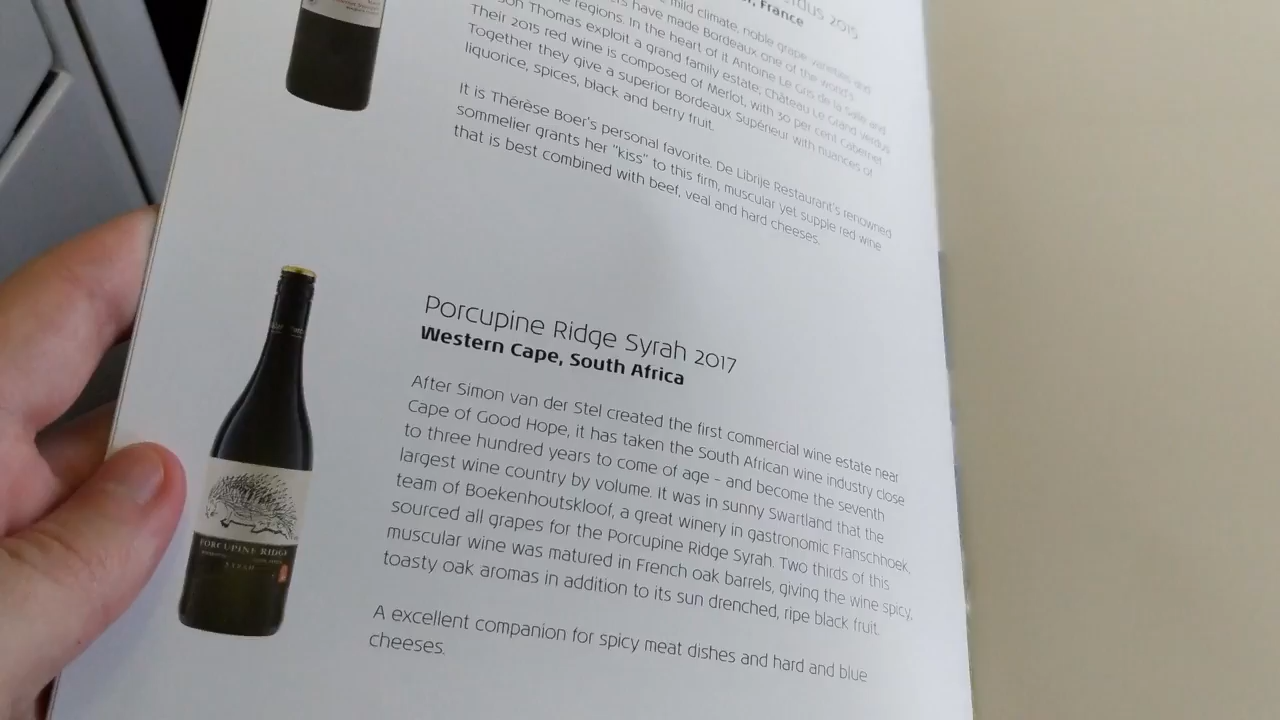 rdus 2015
r, France
mild climate, noble grape varieties and
s have made Bordeaux one of the world's
e regions. In the heart of it Antoine Le Gris de la Salle and
on Thomas exploit a grand family estate, Château Le Grand Verdus
Their 2015 red wine is composed of Merlot, with 30 per cent Cabernet
Together they give a superior Bordeaux Supérieur with nuances of
liquorice, spices, black and berry fruit.
It is Thérèse Boer's personal favorite. De Librije Restaurant's renowned
sommelier grants her "kiss" to this firm, muscular yet supple red wine
that is best combined with beef, veal and hard cheeses.
Porcupine Ridge Syrah 2017
Western Cape, South Africa
After Simon van der Stel created the first commercial wine estate near
Cape of Good Hope, it has taken the South African wine industry close
to three hundred years to come of age – and become the seventh
largest wine country by volume. It was in sunny Swartland that the
team of Boekenhoutskloof, a great winery in gastronomic Franschhoek,
sourced all grapes for the Porcupine Ridge Syrah. Two thirds of this
muscular wine was matured in French oak barrels, giving the wine spicy,
toasty oak aromas in addition to its sun drenched, ripe black fruit.
A excellent companion for spicy meat dishes and hard and blue
cheeses.
PORCUPINE RIDGE
SYRAH